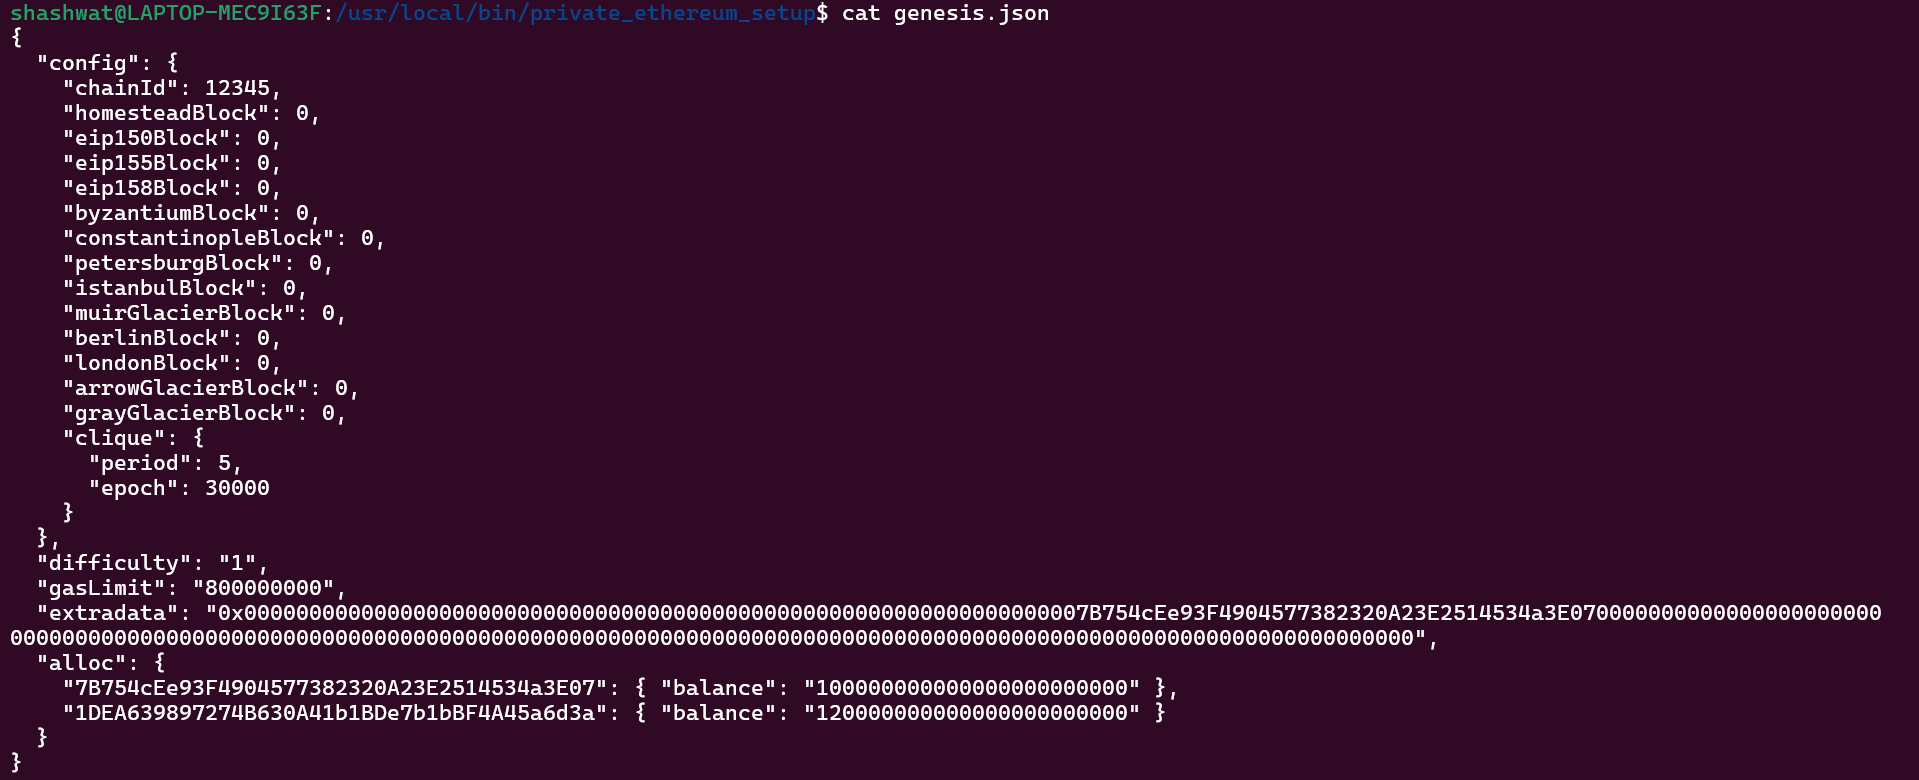 shashwat@LAPTOP-MEC9I63F:/usr/local/bin/private_ethereum_setup$ cat genesis.json
{
  "config": {
    "chainId": 12345,
    "homesteadBlock": 0,
    "eip150Block": 0,
    "eip155Block": 0,
    "eip158Block": 0,
    "byzantiumBlock": 0,
    "constantinopleBlock": 0,
    "petersburgBlock": 0,
    "istanbulBlock": 0,
    "muirGlacierBlock": 0,
    "berlinBlock": 0,
    "londonBlock": 0,
    "arrowGlacierBlock": 0,
    "grayGlacierBlock": 0,
    "clique": {
      "period": 5,
      "epoch": 30000
    }
  },
  "difficulty": "1",
  "gasLimit": "800000000",
  "extradata": "0x00000000000000000000000000000000000000000000000000000000000000007B754cEe93F4904577382320A23E2514534a3E070000000000000000000000
000000000000000000000000000000000000000000000000000000000000000000000000000000000000000000000000000000000000",
  "alloc": {
    "7B754cEe93F4904577382320A23E2514534a3E07": { "balance": "100000000000000000000000" },
    "1DEA639897274B630A41b1BDe7b1bBF4A45a6d3a": { "balance": "120000000000000000000000" }
  }
}